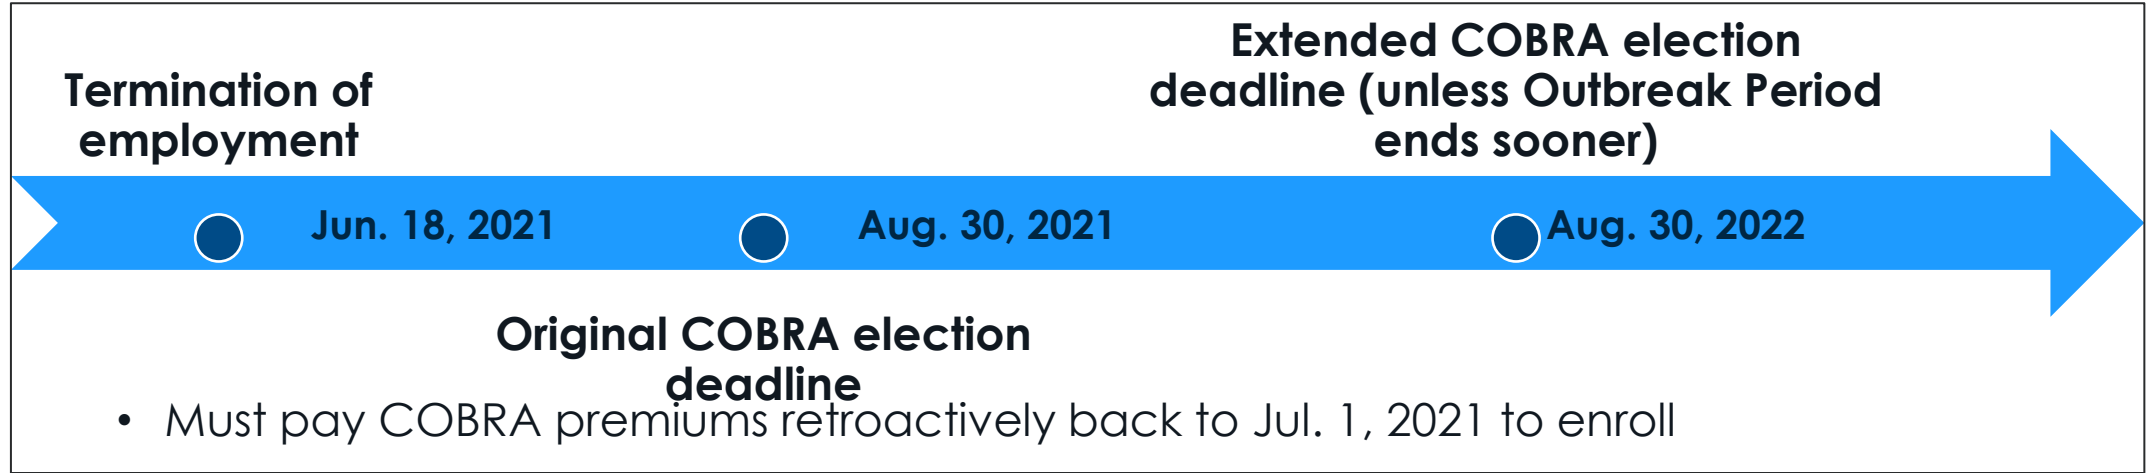 Termination of
employment
Extended COBRA election
deadline (unless Outbreak Period
ends sooner)
Jun. 18, 2021
Aug. 30, 2021
Aug. 30, 2022
Original COBRA election
deadline
• Must pay COBRA premiums retroactively back to Jul. 1, 2021 to enroll